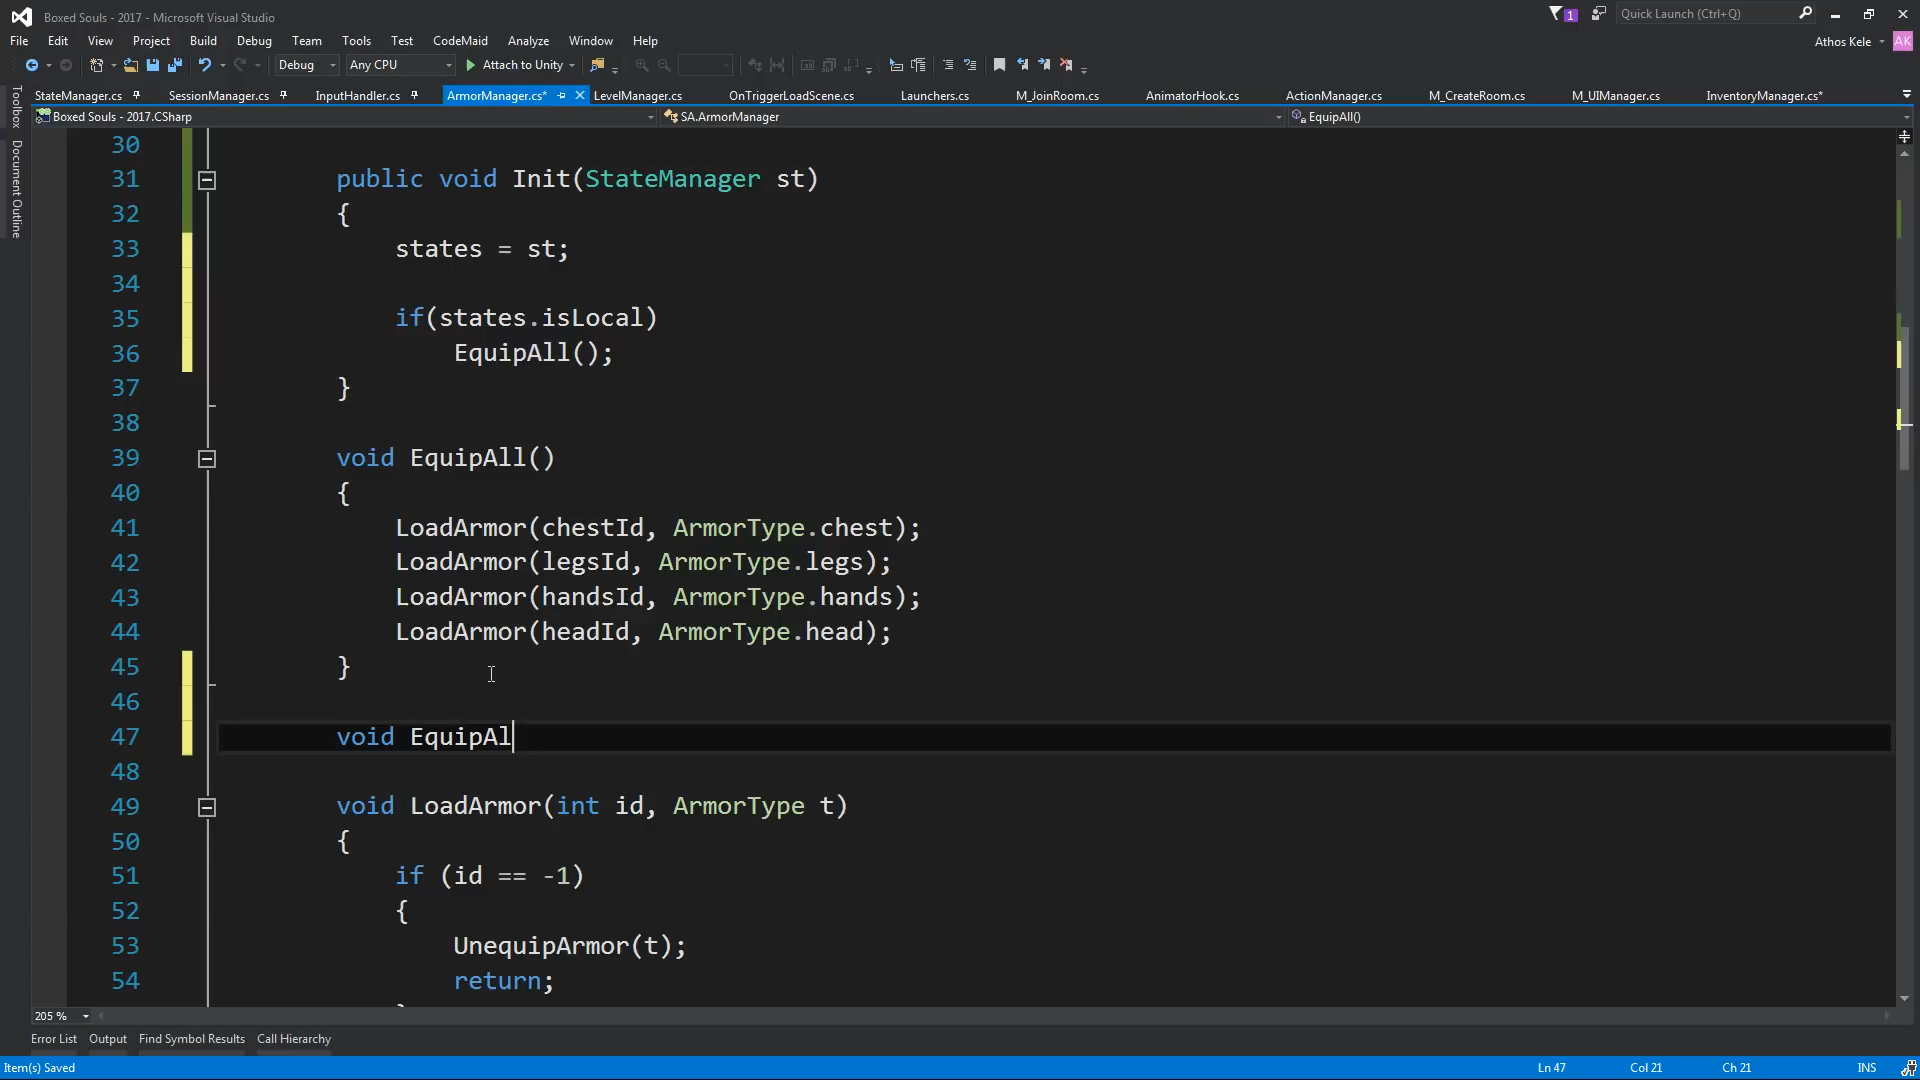 Boxed Souls - 2017 - Microsoft Visual Studio
1
Quick Launch (Ctrl+Q)
File Edit View Project Build Debug Team Tools Test CodeMaid Analyze Window Help
Athos Kele AK
Debug Any CPU Attach to Unity
StateManager.cs SessionManager.cs InputHandler.cs ArmorManager.cs* LevelManager.cs OnTriggerLoadScene.cs Launchers.cs M_JoinRoom.cs AnimatorHook.cs ActionManager.cs M_CreateRoom.cs M_UIManager.cs InventoryManager.cs*
Boxed Souls - 2017.CSharp SA.ArmorManager EquipAll()
Toolbox
Document Outline
30
31 public void Init(StateManager st)
32 {
33 states = st;
34
35 if(states.isLocal)
36 EquipAll();
37 }
38
39 void EquipAll()
40 {
41 LoadArmor(chestId, ArmorType.chest);
42 LoadArmor(legsId, ArmorType.legs);
43 LoadArmor(handsId, ArmorType.hands);
44 LoadArmor(headId, ArmorType.head);
45 }
46
47 void EquipAl
48
49 void LoadArmor(int id, ArmorType t)
50 {
51 if (id == -1)
52 {
53 UnequipArmor(t);
54 return;
205 %
Error List Output Find Symbol Results Call Hierarchy
Item(s) Saved Ln 47 Col 21 Ch 21 INS